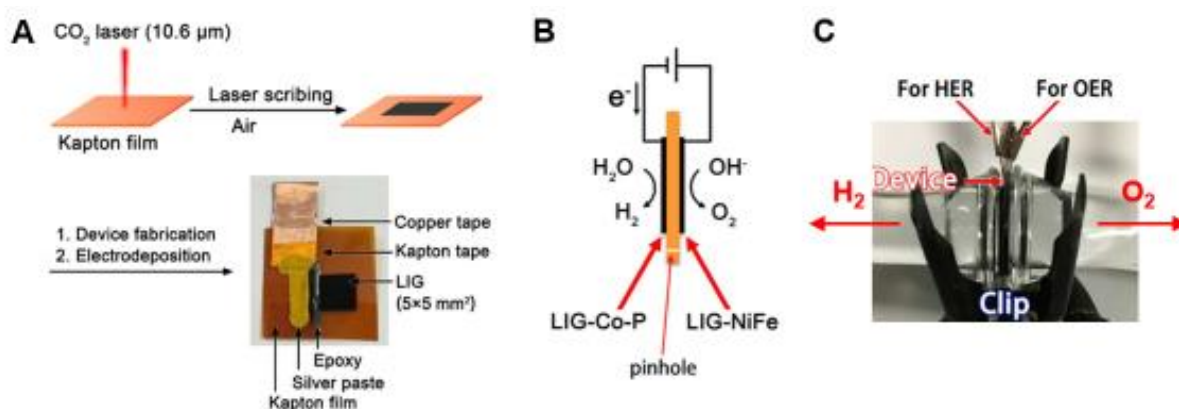 A
CO₂ laser (10.6 μm)
Laser scribing
Air
Kapton film
1. Device fabrication
2. Electrodeposition
Copper tape
Kapton tape
LIG
(5×5 mm²)
Epoxy
Silver paste
Kapton film
B
e⁻
H₂O
OH⁻
H₂
O₂
LIG-Co-P
LIG-NiFe
pinhole
C
For HER
For OER
Device
H₂
O₂
Clip